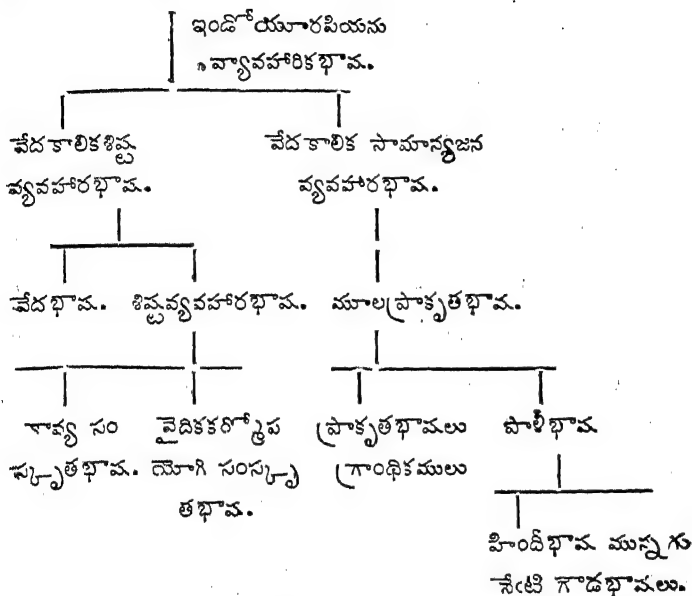 ఇండోయూరపియను
వ్యావహారికభాష.
వేదకాలికశిష్ట
వ్యవహారభాష.
వేదకాలిక సామాన్యజన
వ్యవహారభాష.
వేదభాష. శిష్టవ్యవహారభాష. మూలప్రాకృతభాష.
కావ్య సం
స్కృతభాష.
వైదికకర్మోప
యోగి సంస్కృ
తభాష.
ప్రాకృతభాషలు
గ్రాంథికములు
పాళీభాష
హిందీభాష మున్నగు
నేఁటి గౌడభాషలు.